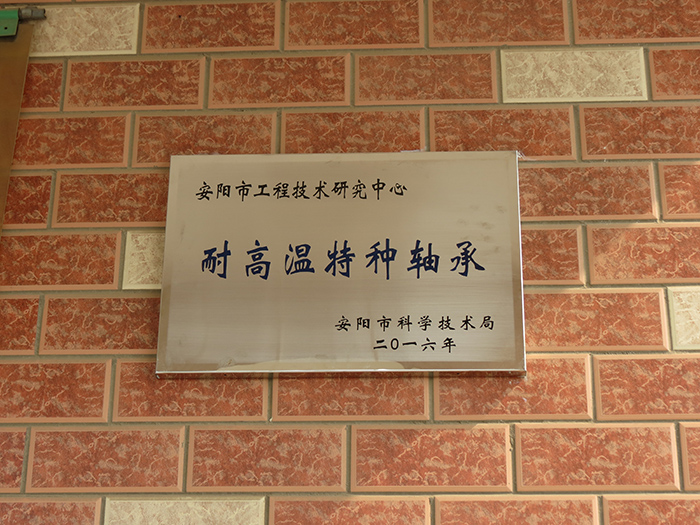 安阳市工程技术研究中心
耐高温特种轴承
安阳市科学技术局
二〇一六年